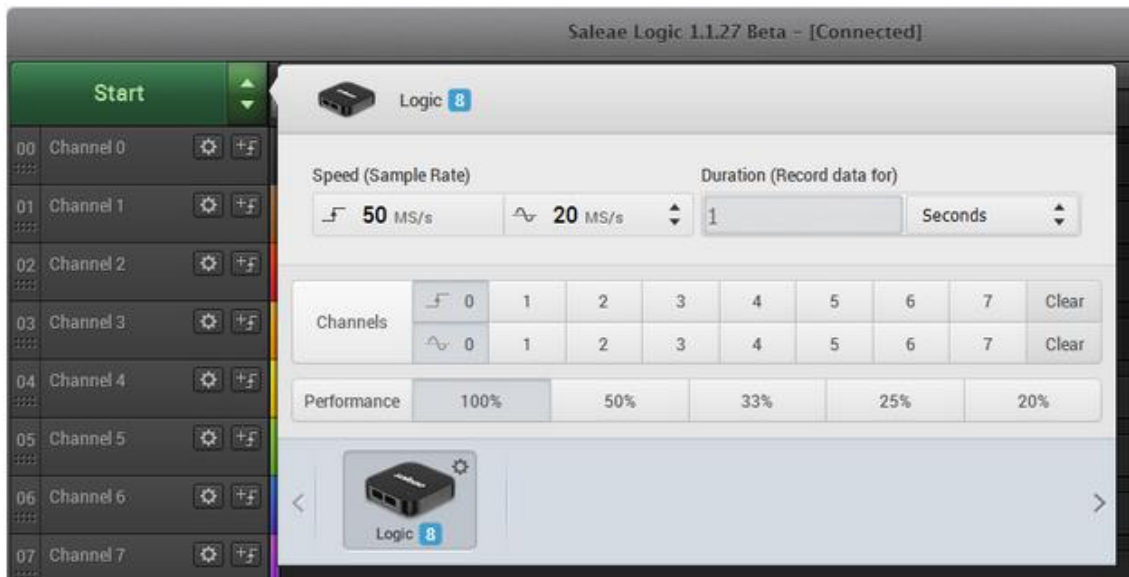 Saleae Logic 1.1.27 Beta - [Connected]
Start
Logic 8
00 Channel 0
01 Channel 1
02 Channel 2
03 Channel 3
04 Channel 4
05 Channel 5
06 Channel 6
07 Channel 7
Speed (Sample Rate) Duration (Record data for)
50 MS/s 20 MS/s 1 Seconds
Channels
0 1 2 3 4 5 6 7 Clear
0 1 2 3 4 5 6 7 Clear
Performance 100% 50% 33% 25% 20%
saleae
Logic 8